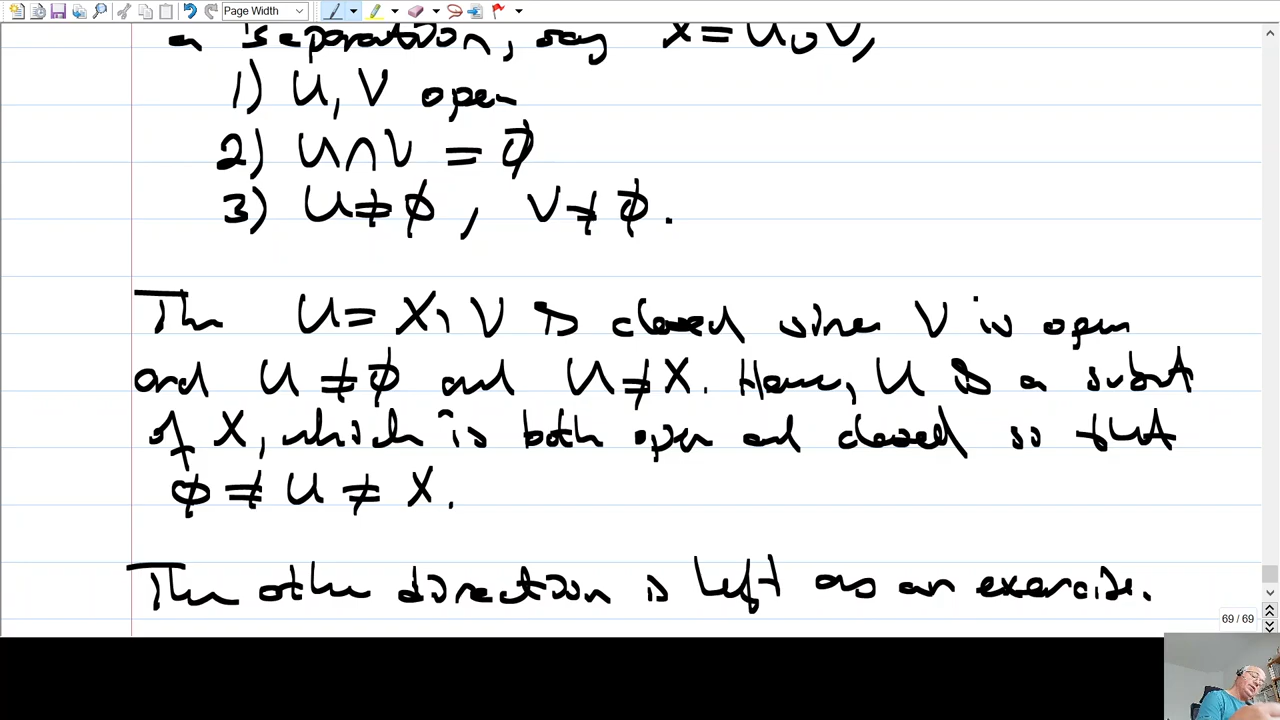 Page Width
a separation, say X = U ∪ V,
1) U, V open
2) U ∩ V = ∅
3) U ≠ ∅, V ≠ ∅.
Then U = X \ V is closed since V is open
and U ≠ ∅ and U ≠ X. Hence, U is a subset
of X, which is both open and closed so that
∅ ≠ U ≠ X.
The other direction is left as an exercise.
69 / 69